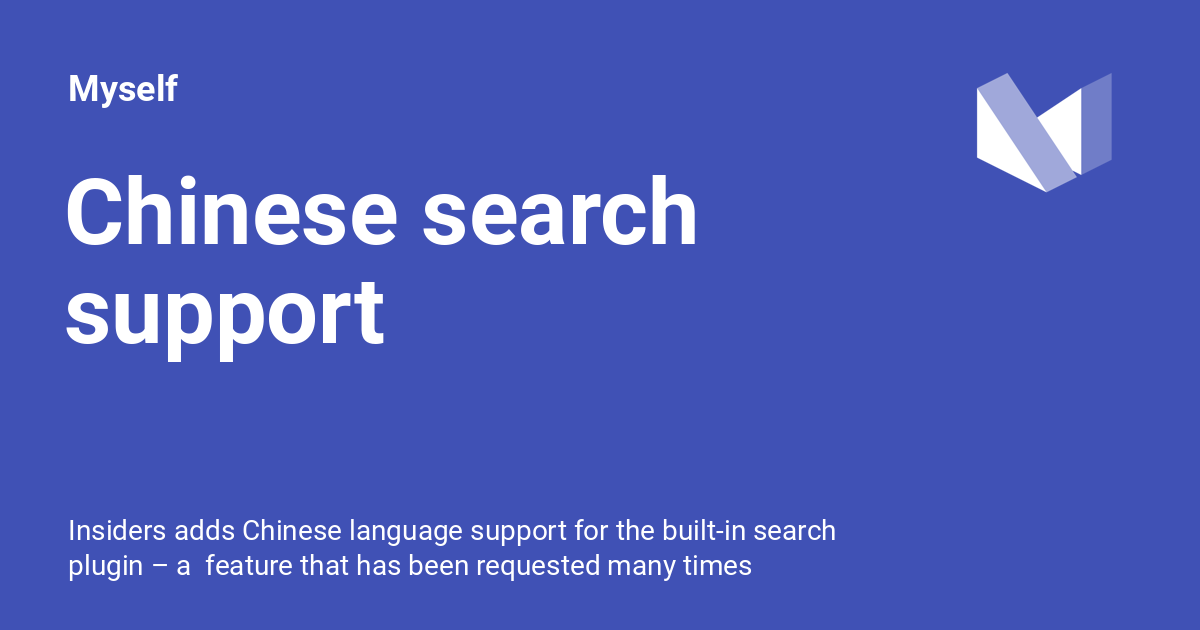 Myself
Chinese search
support
Insiders adds Chinese language support for the built-in search
plugin – a  feature that has been requested many times